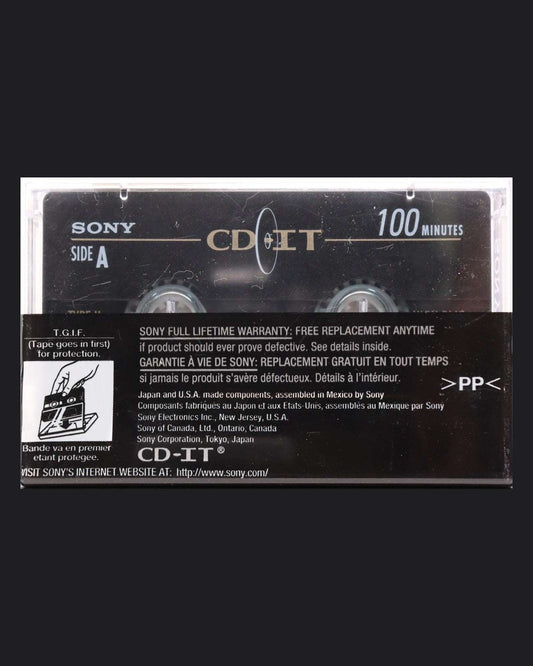 SONY
SIDE A
CD-IT
100 MINUTES
T.G.I.F.
(Tape goes in first)
for protection.
Bande va en premier
etant protegee.
SONY FULL LIFETIME WARRANTY: FREE REPLACEMENT ANYTIME
if product should ever prove defective. See details inside.
GARANTIE À VIE DE SONY: REPLACEMENT GRATUIT EN TOUT TEMPS
si jamais le produit s'avère défectueux. Détails à l'intérieur.
Japan and U.S.A. made components, assembled in Mexico by Sony
Composants fabriqués au Japon et aux Etats-Unis, assemblés au Mexique par Sony
Sony Electronics Inc., New Jersey, U.S.A.
Sony of Canada, Ltd., Ontario, Canada
Sony Corporation, Tokyo, Japan
CD-IT®
>PP<
VISIT SONY'S INTERNET WEBSITE AT: http://www.sony.com/